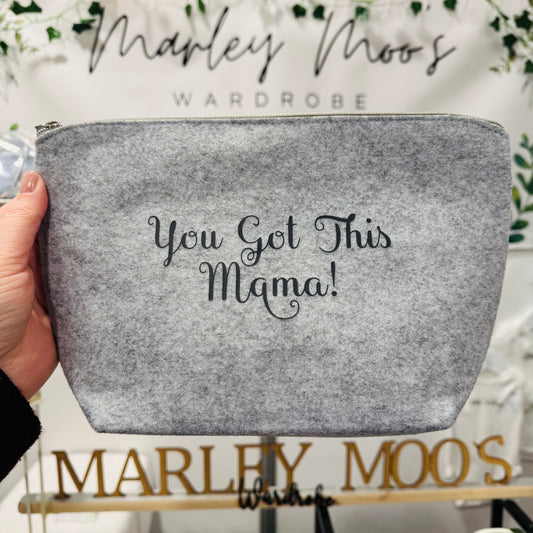 Marley Moo's
WARDROBE
You Got This
Mama!
MARLEY MOO'S
Wardrobe